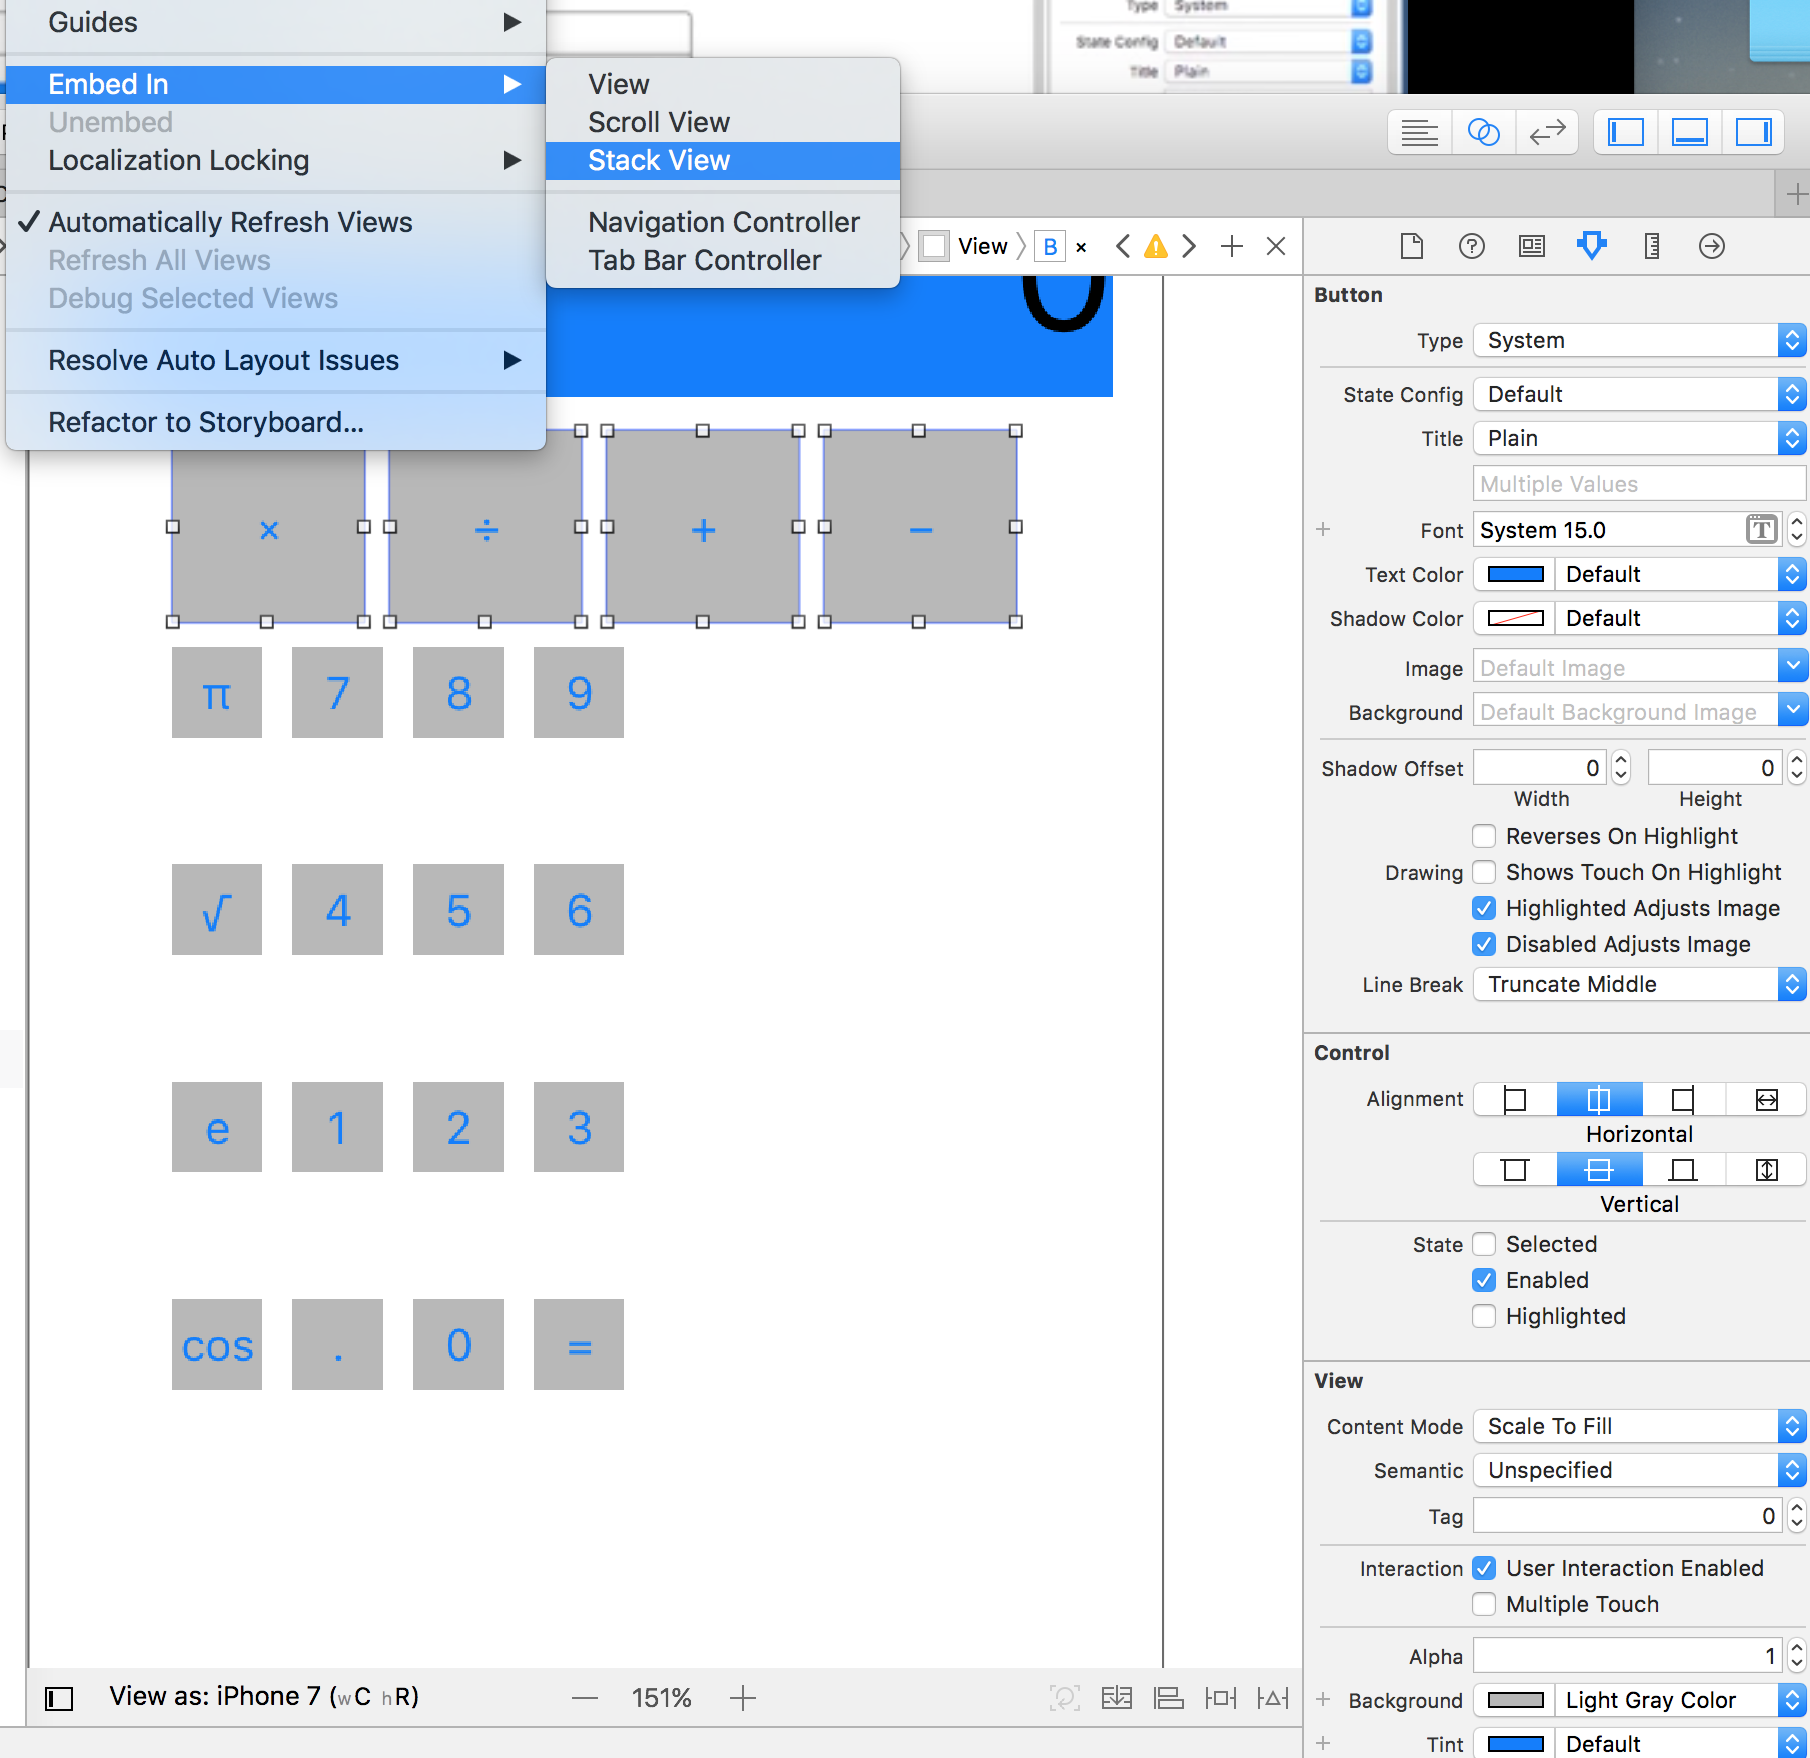 Type System
State Config Default
Title Plain
Guides
Embed In
Unembed
Localization Locking
✓ Automatically Refresh Views
Refresh All Views
Debug Selected Views
Resolve Auto Layout Issues
Refactor to Storyboard...
View
Scroll View
Stack View
Navigation Controller
Tab Bar Controller
View B ×
0
× ÷ + −
π 7 8 9
√ 4 5 6
e 1 2 3
cos . 0 =
View as: iPhone 7 (wC hR)
— 151% +
Button
Type System
State Config Default
Title Plain
Multiple Values
+ Font System 15.0 T
Text Color Default
Shadow Color Default
Image Default Image
Background Default Background Image
Shadow Offset 0 0
Width Height
Reverses On Highlight
Drawing Shows Touch On Highlight
Highlighted Adjusts Image
Disabled Adjusts Image
Line Break Truncate Middle
Control
Alignment
Horizontal
Vertical
State Selected
Enabled
Highlighted
View
Content Mode Scale To Fill
Semantic Unspecified
Tag 0
Interaction User Interaction Enabled
Multiple Touch
Alpha 1
+ Background Light Gray Color
+ Tint Default